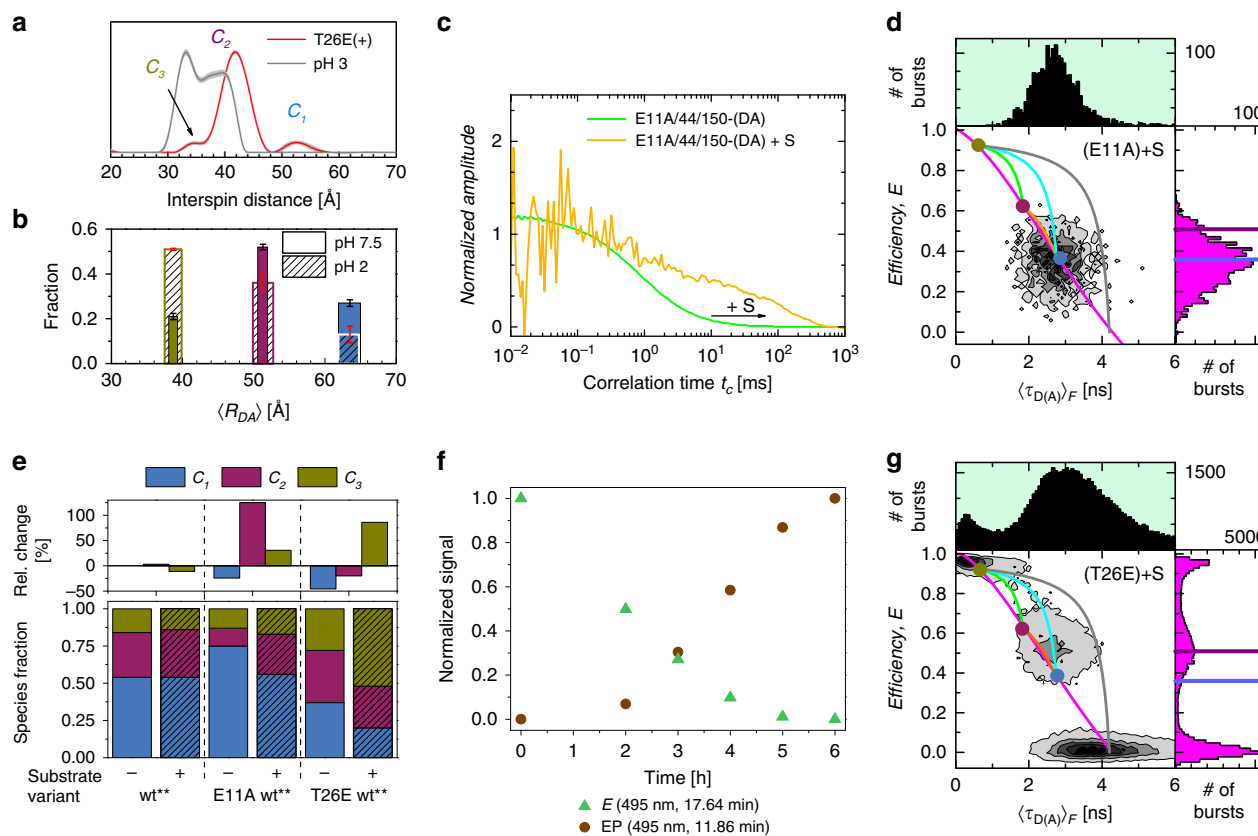 a
C2
T26E(+)
pH 3
C3
C1
20 30 40 50 60 70
Interspin distance [Å]
b
0.6
0.4
0.2
0.0
Fraction
pH 7.5
pH 2
30 40 50 60 70
⟨R_DA⟩ [Å]
c
Normalized amplitude
2
1
0
E11A/44/150-(DA)
E11A/44/150-(DA) + S
+ S
10⁻² 10⁻¹ 10⁰ 10¹ 10² 10³
Correlation time t_c [ms]
d
# of bursts
100
100
Efficiency, E
1.0
0.8
0.6
0.4
0.2
0.0
(E11A)+S
0 2 4 6
⟨τ_D(A)⟩_F [ns]
# of bursts
e
C1 C2 C3
Rel. change [%]
100
50
0
−50
Species fraction
1.00
0.75
0.50
0.25
0.00
Substrate − + − + − +
variant wt** E11A wt** T26E wt**
f
Normalized signal
1.0
0.8
0.6
0.4
0.2
0.0
0 1 2 3 4 5 6
Time [h]
E (495 nm, 17.64 min)
EP (495 nm, 11.86 min)
g
# of bursts
1500
5000
Efficiency, E
1.0
0.8
0.6
0.4
0.2
0.0
(T26E)+S
0 2 4 6
⟨τ_D(A)⟩_F [ns]
# of bursts